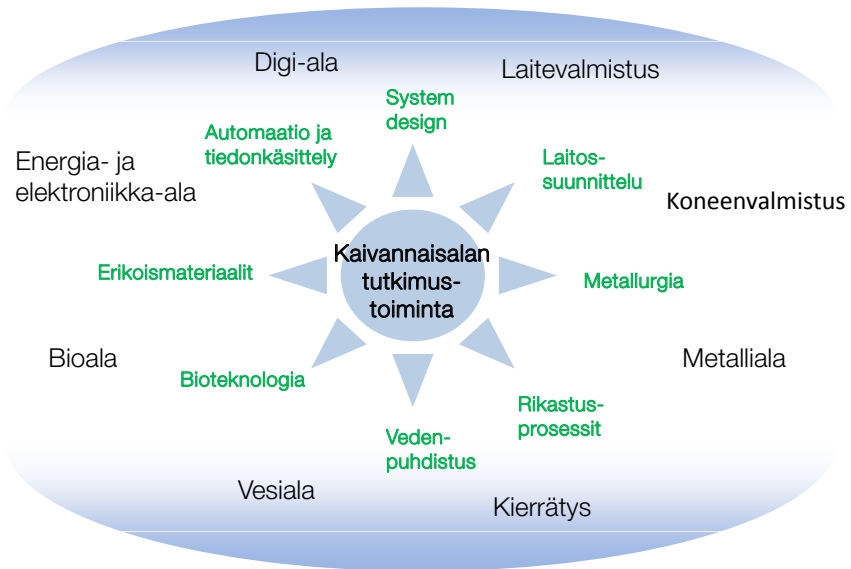 Digi-ala
Laitevalmistus
System
design
Automaatio ja
tiedonkäsittely
Laitos-
suunnittelu
Energia- ja
elektroniikka-ala
Koneenvalmistus
Kaivannaisalan
tutkimus-
toiminta
Erikoismateriaalit
Metallurgia
Bioala
Metalliala
Bioteknologia
Rikastus-
prosessit
Veden-
puhdistus
Vesiala
Kierrätys